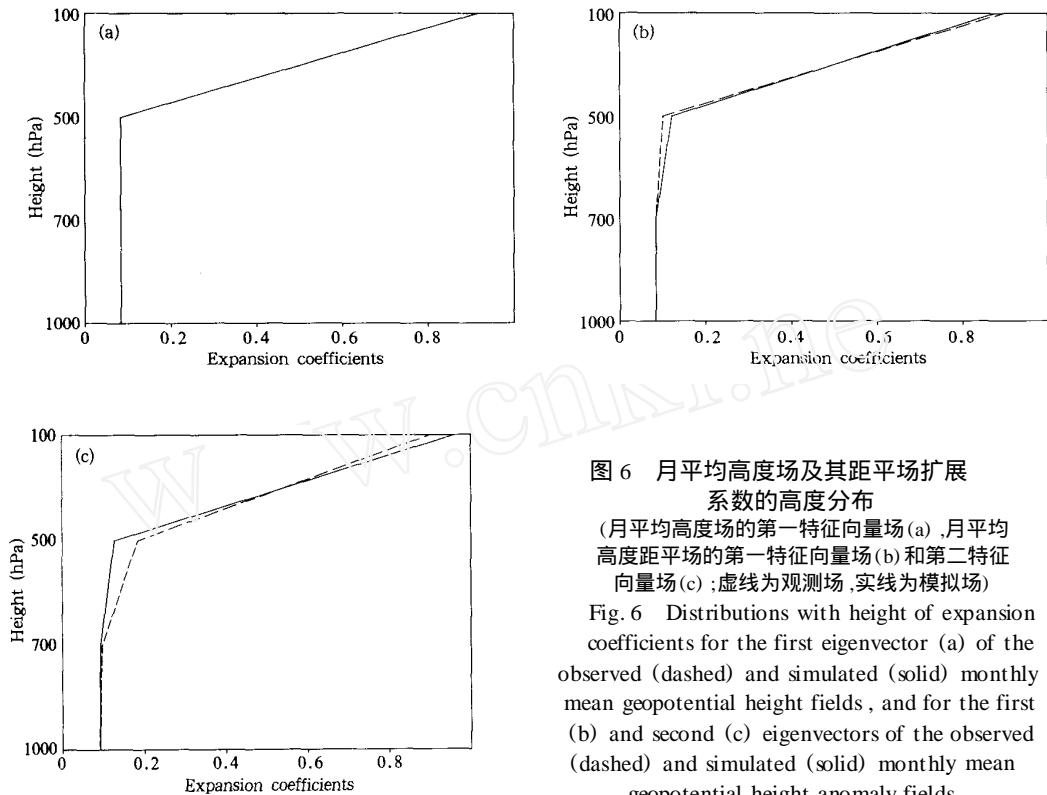 (a)
100
500
700
1000
Height (hPa)
0 0.2 0.4 0.6 0.8
Expansion coefficients
(b)
100
500
700
1000
Height (hPa)
0 0.2 0.4 0.6 0.8
Expansion coefficients
(c)
100
500
700
1000
Height (hPa)
0 0.2 0.4 0.6 0.8
Expansion coefficients
图 6 月平均高度场及其距平场扩展
系数的高度分布
(月平均高度场的第一特征向量场(a) ,月平均
高度距平场的第一特征向量场(b)和第二特征
向量场(c) ;虚线为观测场 ,实线为模拟场)
Fig. 6 Distributions with height of expansion
coefficients for the first eigenvector (a) of the
observed (dashed) and simulated (solid) monthly
mean geopotential height fields , and for the first
(b) and second (c) eigenvectors of the observed
(dashed) and simulated (solid) monthly mean
geopotential height anomaly fields